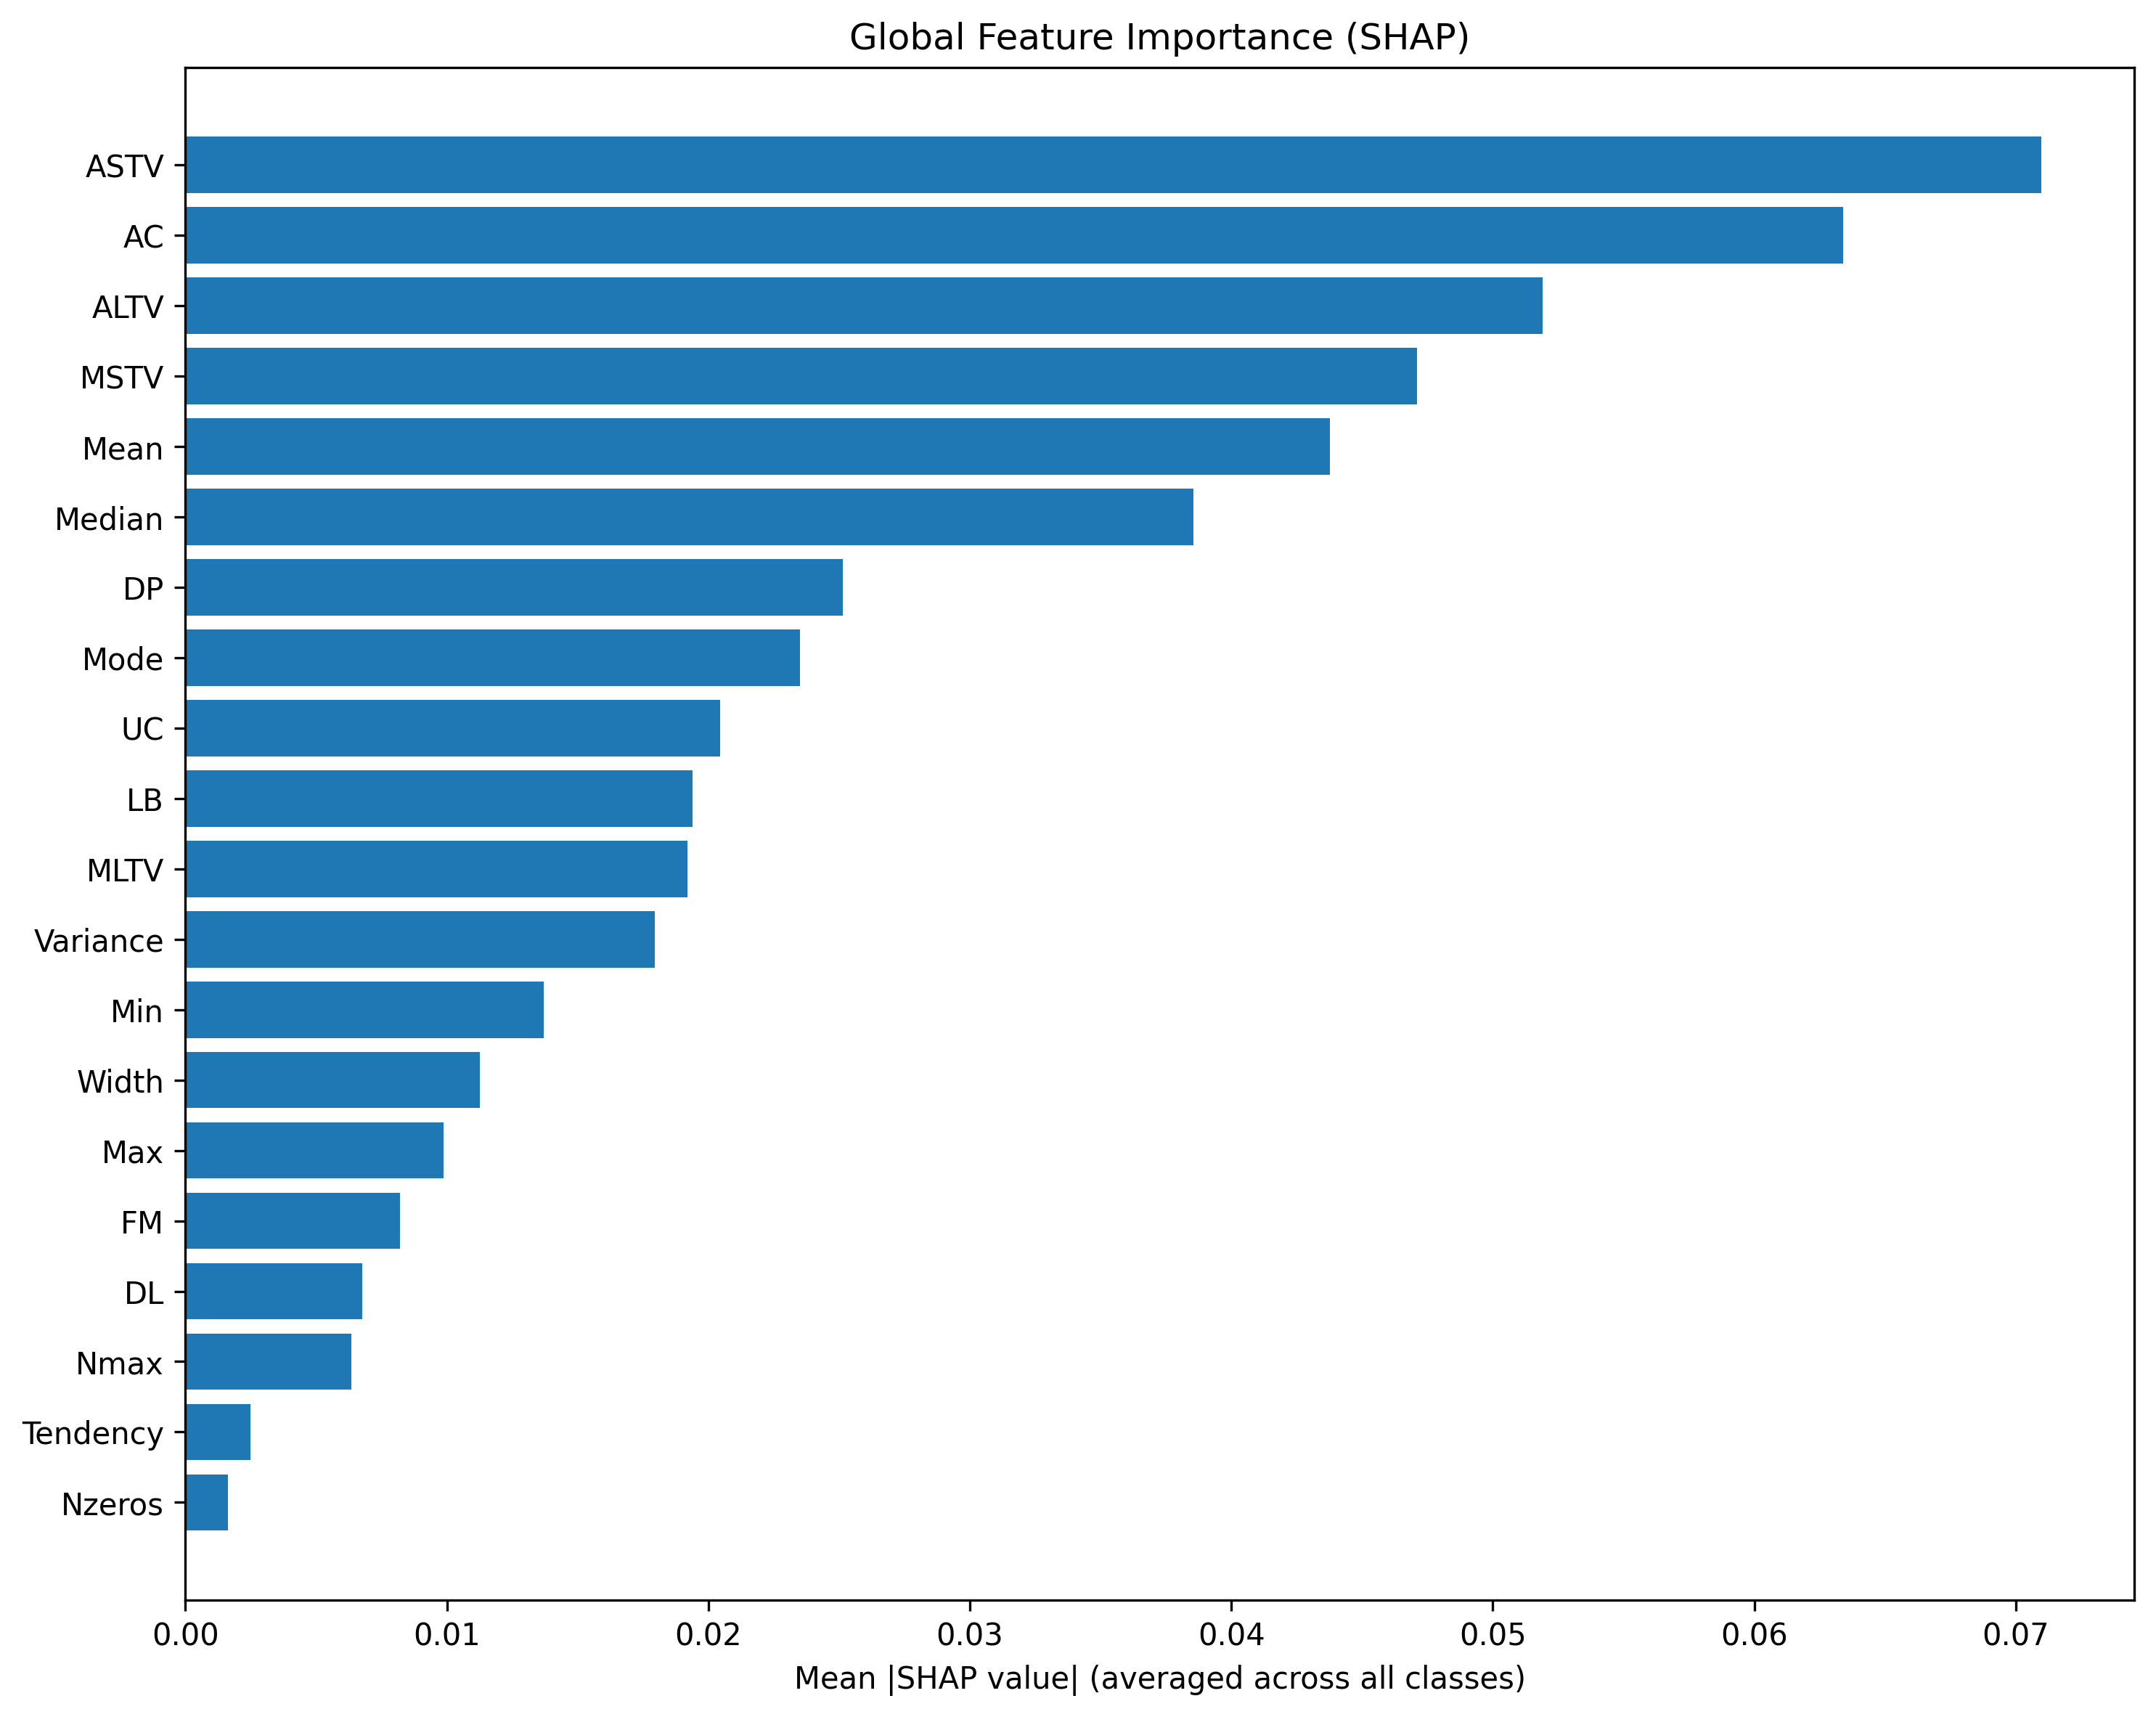 Global Feature Importance (SHAP)
ASTV
AC
ALTV
MSTV
Mean
Median
DP
Mode
UC
LB
MLTV
Variance
Min
Width
Max
FM
DL
Nmax
Tendency
Nzeros
0.00 0.01 0.02 0.03 0.04 0.05 0.06 0.07
Mean |SHAP value| (averaged across all classes)